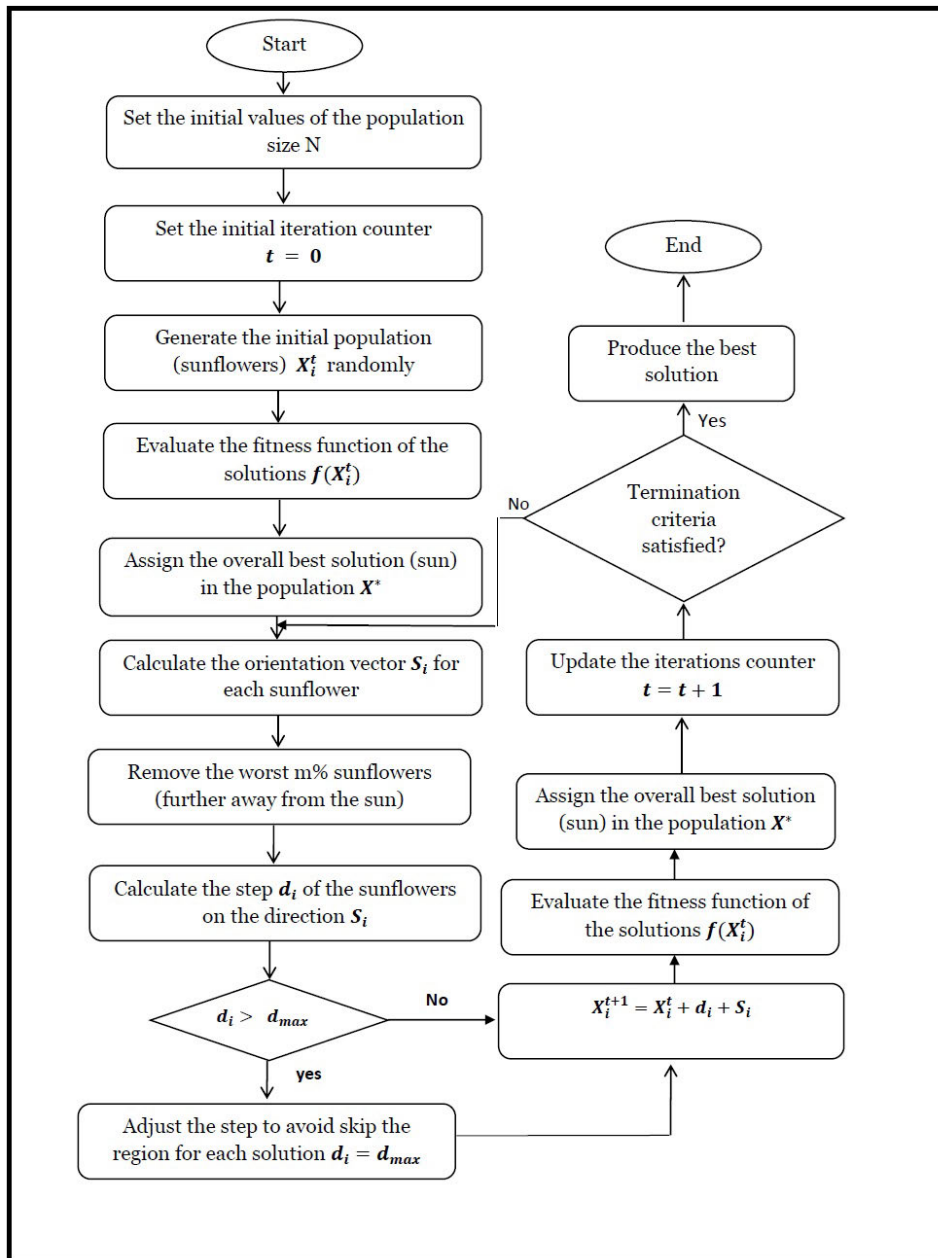 Start
Set the initial values of the population
size N
Set the initial iteration counter
t = 0
Generate the initial population
(sunflowers) X_i^t randomly
Evaluate the fitness function of the
solutions f(X_i^t)
Assign the overall best solution (sun)
in the population X*
Calculate the orientation vector S_i for
each sunflower
Remove the worst m% sunflowers
(further away from the sun)
Calculate the step d_i of the sunflowers
on the direction S_i
d_i > d_max
No
yes
Adjust the step to avoid skip the
region for each solution d_i = d_max
X_i^{t+1} = X_i^t + d_i + S_i
Evaluate the fitness function of
the solutions f(X_i^t)
Assign the overall best solution
(sun) in the population X*
Update the iterations counter
t = t + 1
Termination
criteria
satisfied?
No
Yes
Produce the best
solution
End